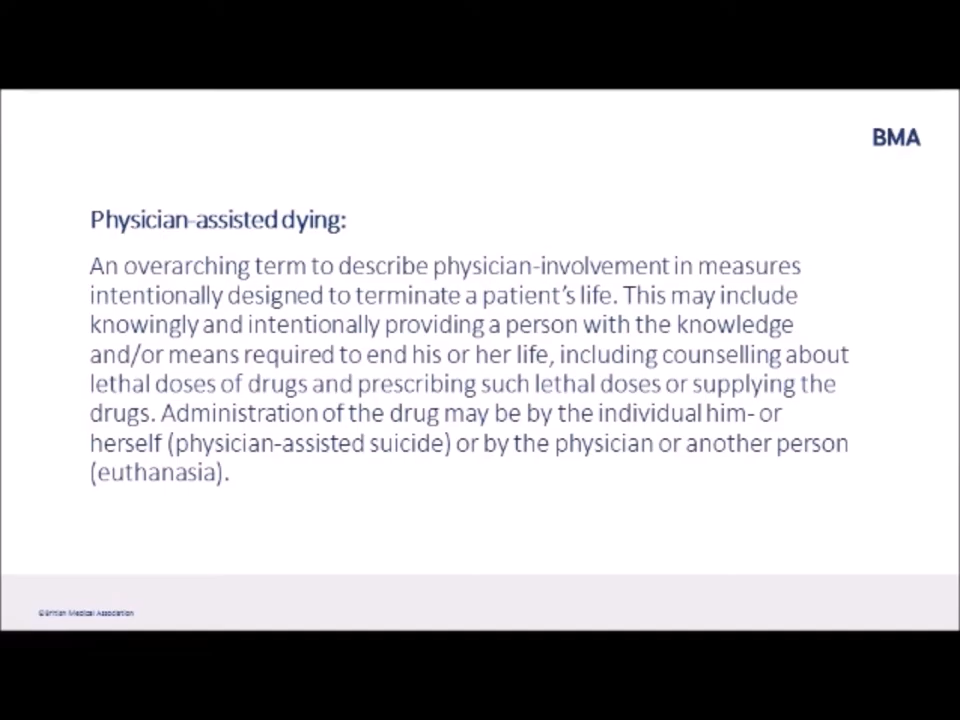 BMA
Physician-assisted dying:
An overarching term to describe physician-involvement in measures
intentionally designed to terminate a patient's life. This may include
knowingly and intentionally providing a person with the knowledge
and/or means required to end his or her life, including counselling about
lethal doses of drugs and prescribing such lethal doses or supplying the
drugs. Administration of the drug may be by the individual him- or
herself (physician-assisted suicide) or by the physician or another person
(euthanasia).
©British Medical Association